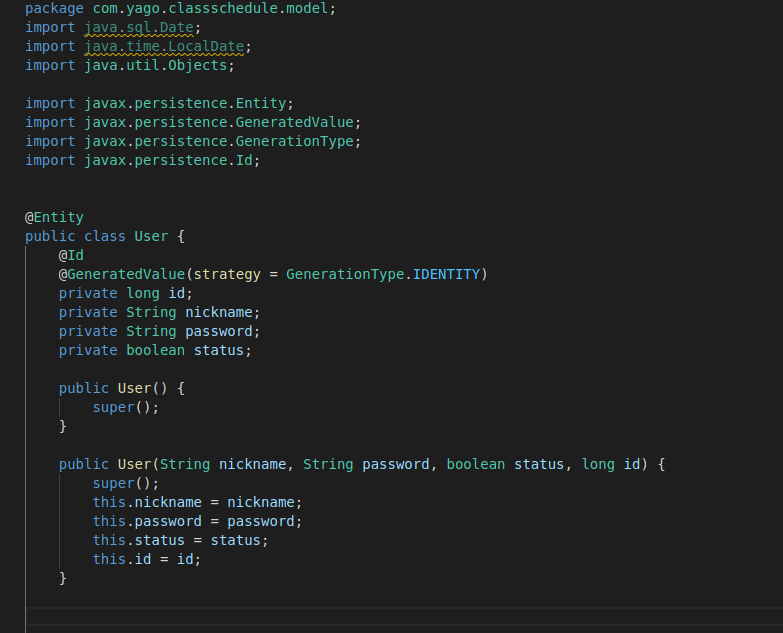 package com.yago.classschedule.model;
import java.sql.Date;
import java.time.LocalDate;
import java.util.Objects;
import javax.persistence.Entity;
import javax.persistence.GeneratedValue;
import javax.persistence.GenerationType;
import javax.persistence.Id;
@Entity
public class User {
@Id
@GeneratedValue(strategy = GenerationType.IDENTITY)
private long id;
private String nickname;
private String password;
private boolean status;
public User() {
super();
}
public User(String nickname, String password, boolean status, long id) {
super();
this.nickname = nickname;
this.password = password;
this.status = status;
this.id = id;
}